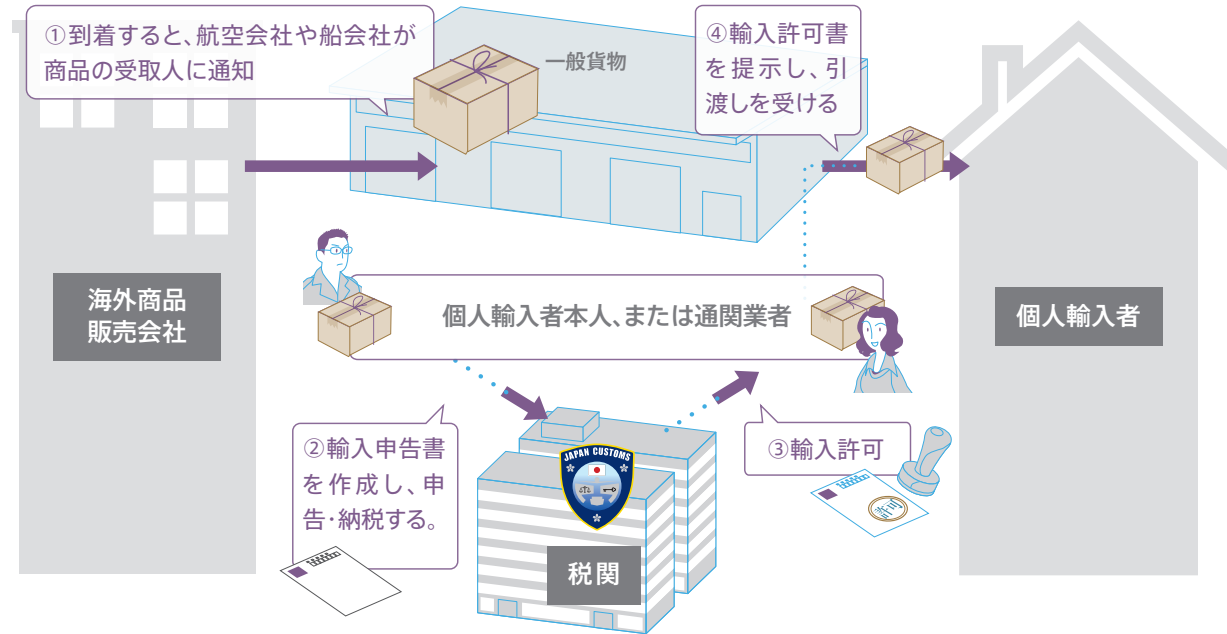 ①到着すると、航空会社や船会社が
商品の受取人に通知
一般貨物
④輸入許可書
を提示し、引
渡しを受ける
海外商品
販売会社
個人輸入者本人、または通関業者
個人輸入者
②輸入申告書
を作成し、申
告・納税する。
③輸入許可
許可
JAPAN CUSTOMS
税関